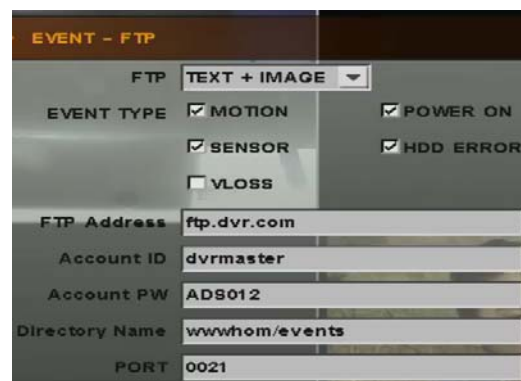 EVENT - FTP
FTP TEXT + IMAGE
EVENT TYPE MOTION POWER ON
SENSOR HDD ERROR
VLOSS
FTP Address ftp.dvr.com
Account ID dvrmaster
Account PW ADS012
Directory Name wwwhom/events
PORT 0021